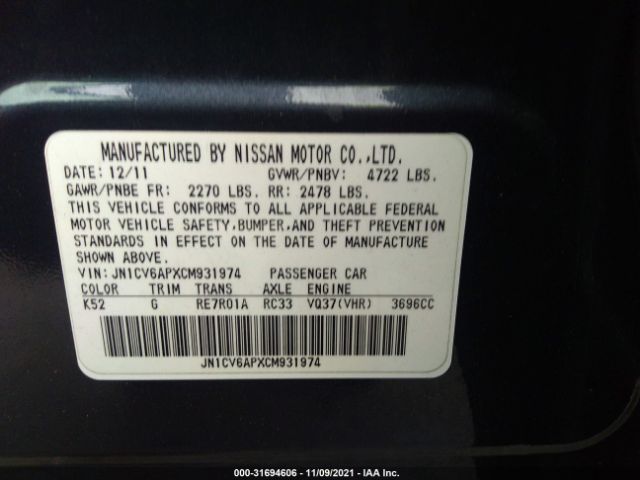 MANUFACTURED BY NISSAN MOTOR CO.,LTD.
DATE: 12/11 GVWR/PNBV: 4722 LBS.
GAWR/PNBE FR: 2270 LBS. RR: 2478 LBS.
THIS VEHICLE CONFORMS TO ALL APPLICABLE FEDERAL
MOTOR VEHICLE SAFETY,BUMPER,AND THEFT PREVENTION
STANDARDS IN EFFECT ON THE DATE OF MANUFACTURE
SHOWN ABOVE.
VIN: JN1CV6APXCM931974 PASSENGER CAR
COLOR TRIM TRANS AXLE ENGINE
K52 G RE7R01A RC33 VQ37(VHR) 3696CC
JN1CV6APXCM931974
000-31694606 - 11/09/2021 - IAA Inc.